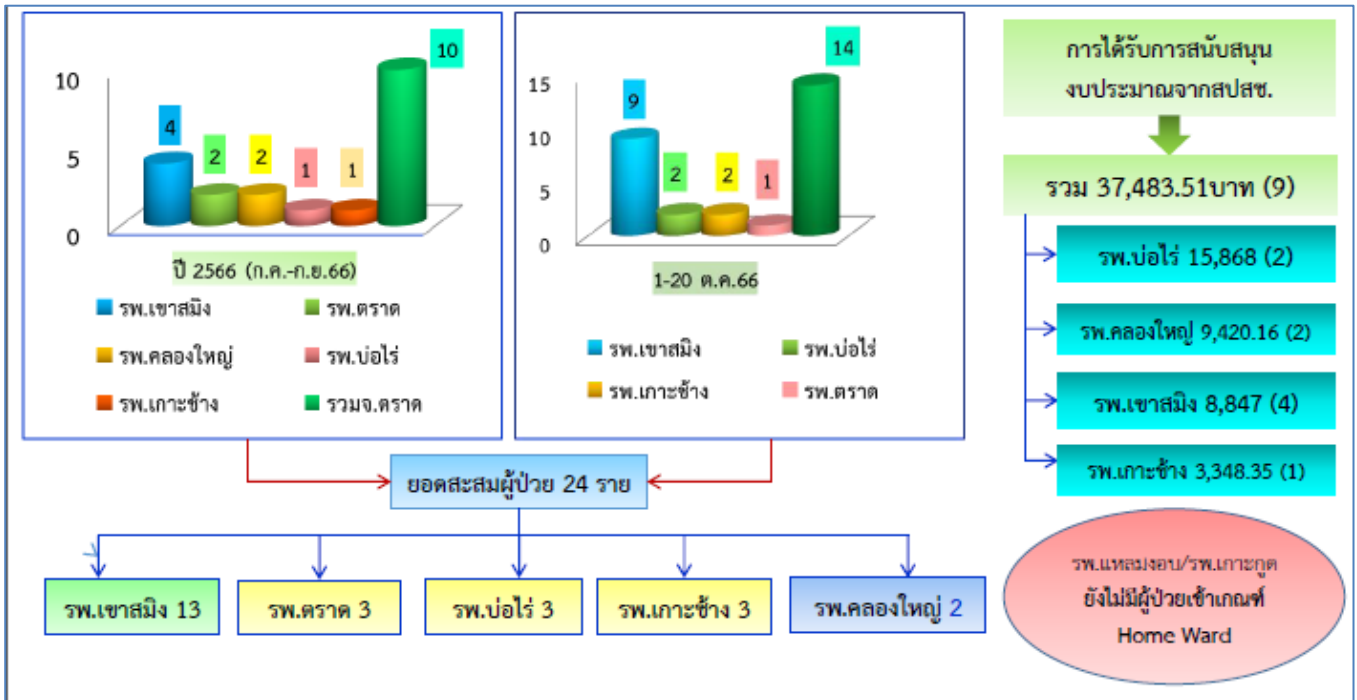 10
5
0
4
2
2
1
1
10
ปี 2566 (ก.ค.-ก.ย.66)
รพ.เขาสมิง
รพ.ตราด
รพ.คลองใหญ่
รพ.บ่อไร่
รพ.เกาะช้าง
รวมจ.ตราด
15
10
5
0
9
2
2
1
14
1-20 ต.ค.66
รพ.เขาสมิง
รพ.บ่อไร่
รพ.เกาะช้าง
รพ.ตราด
การได้รับการสนับสนุน
งบประมาณจากสปสช.
รวม 37,483.51บาท (9)
รพ.บ่อไร่ 15,868 (2)
รพ.คลองใหญ่ 9,420.16 (2)
รพ.เขาสมิง 8,847 (4)
รพ.เกาะช้าง 3,348.35 (1)
ยอดสะสมผู้ป่วย 24 ราย
รพ.เขาสมิง 13
รพ.ตราด 3
รพ.บ่อไร่ 3
รพ.เกาะช้าง 3
รพ.คลองใหญ่ 2
รพ.แหลมงอบ/รพ.เกาะกูด
ยังไม่มีผู้ป่วยเข้าเกณฑ์
Home Ward